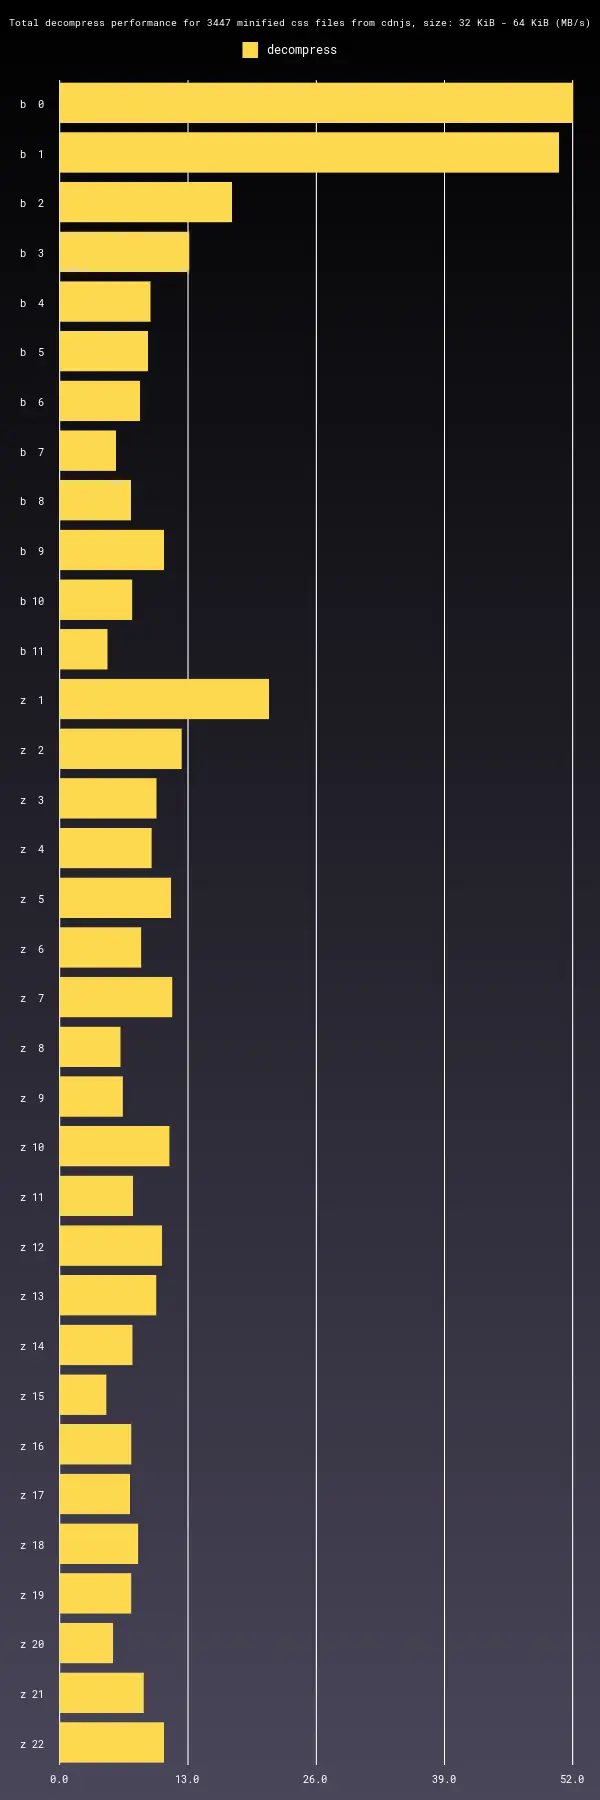 Total decompress performance for 3447 minified css files from cdnjs, size: 32 KiB - 64 KiB (MB/s)
decompress
b 0
b 1
b 2
b 3
b 4
b 5
b 6
b 7
b 8
b 9
b 10
b 11
z 1
z 2
z 3
z 4
z 5
z 6
z 7
z 8
z 9
z 10
z 11
z 12
z 13
z 14
z 15
z 16
z 17
z 18
z 19
z 20
z 21
z 22
0.0 13.0 26.0 39.0 52.0